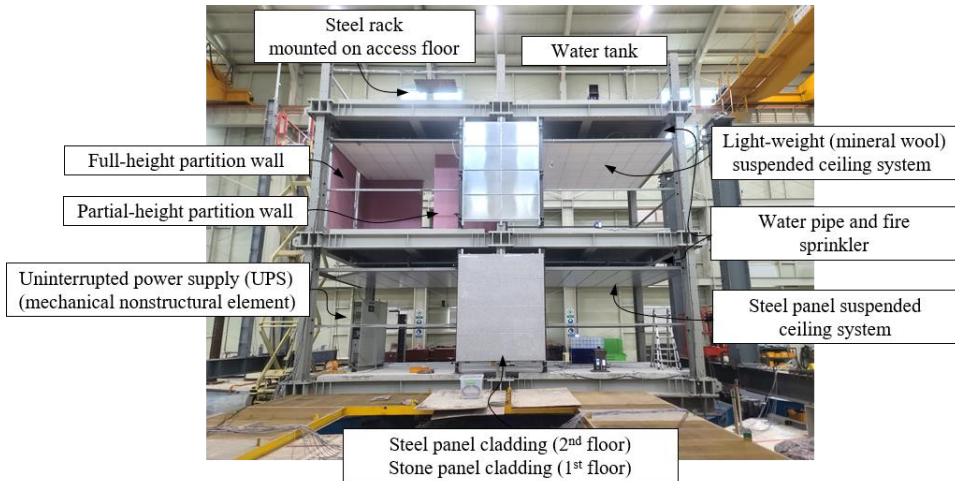 Steel rack
mounted on access floor
Water tank
Full-height partition wall
Light-weight (mineral wool)
suspended ceiling system
Partial-height partition wall
Water pipe and fire
sprinkler
Uninterrupted power supply (UPS)
(mechanical nonstructural element)
Steel panel suspended
ceiling system
Steel panel cladding (2nd floor)
Stone panel cladding (1st floor)